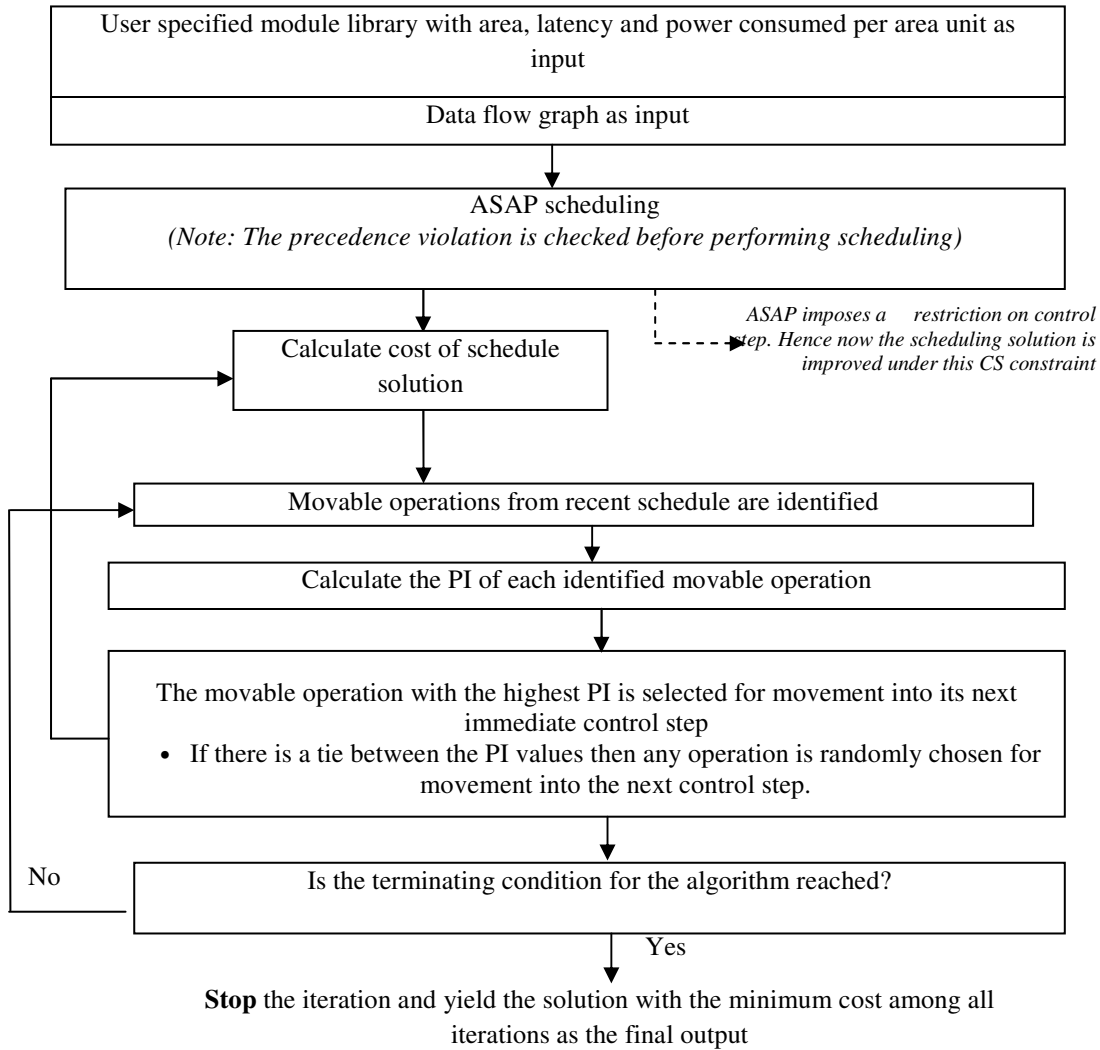 User specified module library with area, latency and power consumed per area unit as
input
Data flow graph as input
ASAP scheduling
(Note: The precedence violation is checked before performing scheduling)
ASAP imposes a restriction on control
step. Hence now the scheduling solution is
improved under this CS constraint
Calculate cost of schedule
solution
Movable operations from recent schedule are identified
Calculate the PI of each identified movable operation
The movable operation with the highest PI is selected for movement into its next
immediate control step
• If there is a tie between the PI values then any operation is randomly chosen for
movement into the next control step.
No
Is the terminating condition for the algorithm reached?
Yes
Stop the iteration and yield the solution with the minimum cost among all
iterations as the final output